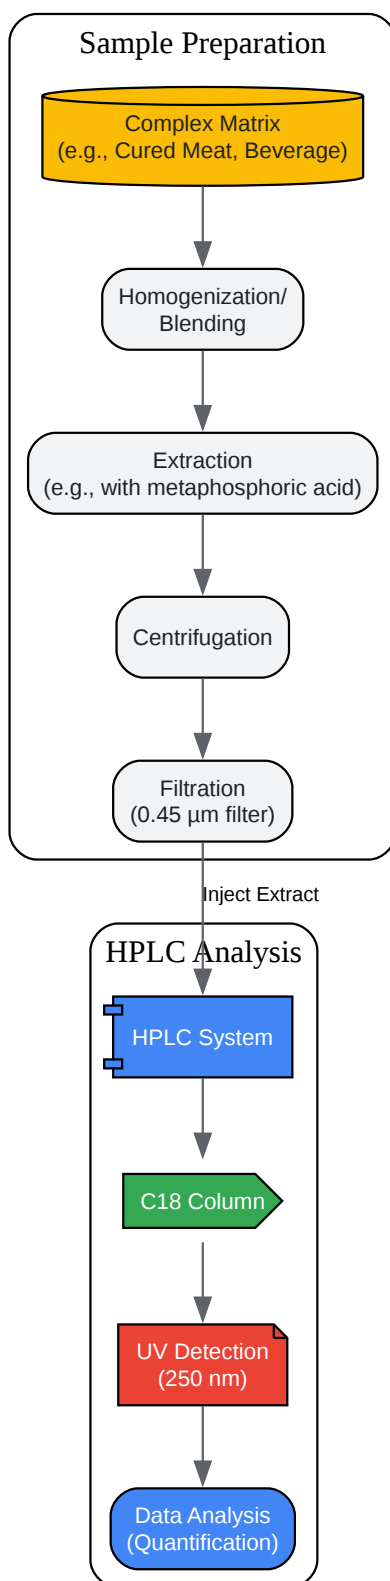 Sample Preparation
Complex Matrix
(e.g., Cured Meat, Beverage)
Homogenization/
Blending
Extraction
(e.g., with metaphosphoric acid)
Centrifugation
Filtration
(0.45 µm filter)
Inject Extract
HPLC Analysis
HPLC System
C18 Column
UV Detection
(250 nm)
Data Analysis
(Quantification)